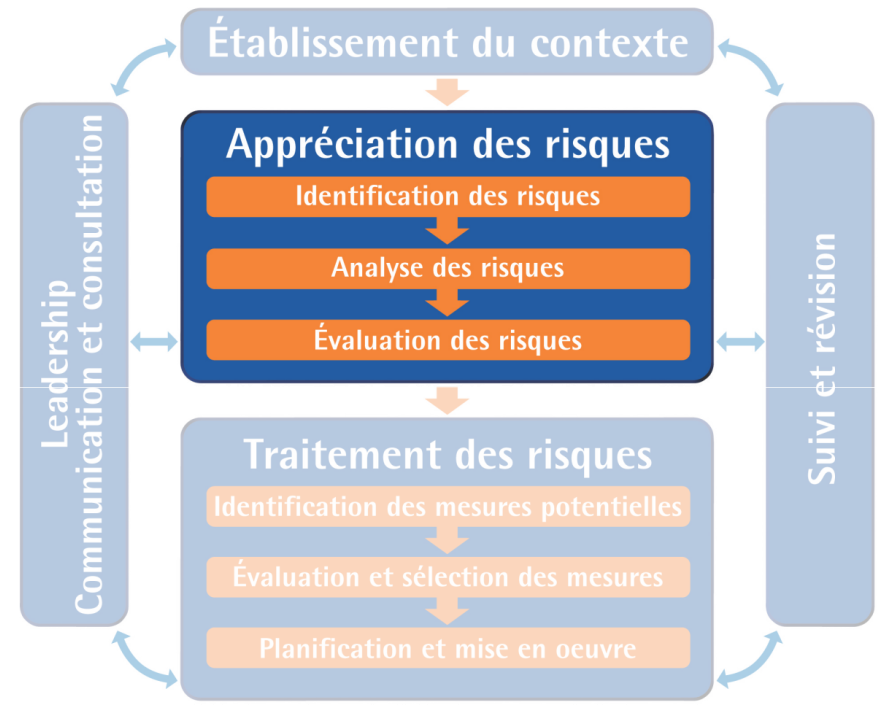 Établissement du contexte
Leadership
Communication et consultation
Appréciation des risques
Identification des risques
Analyse des risques
Évaluation des risques
Suivi et révision
Traitement des risques
Identification des mesures potentielles
Évaluation et sélection des mesures
Planification et mise en oeuvre